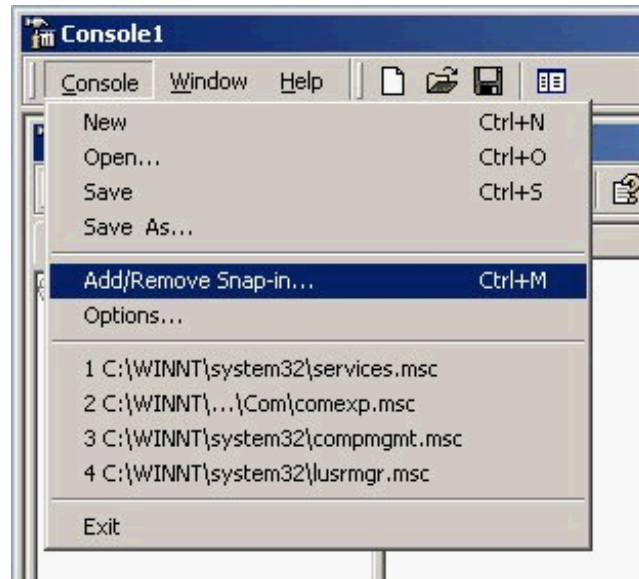 Console1
Console Window Help
New Ctrl+N
Open... Ctrl+O
Save Ctrl+S
Save As...
Add/Remove Snap-in... Ctrl+M
Options...
1 C:\WINNT\system32\services.msc
2 C:\WINNT\...\Com\comexp.msc
3 C:\WINNT\system32\compmgmt.msc
4 C:\WINNT\system32\lusrmgr.msc
Exit